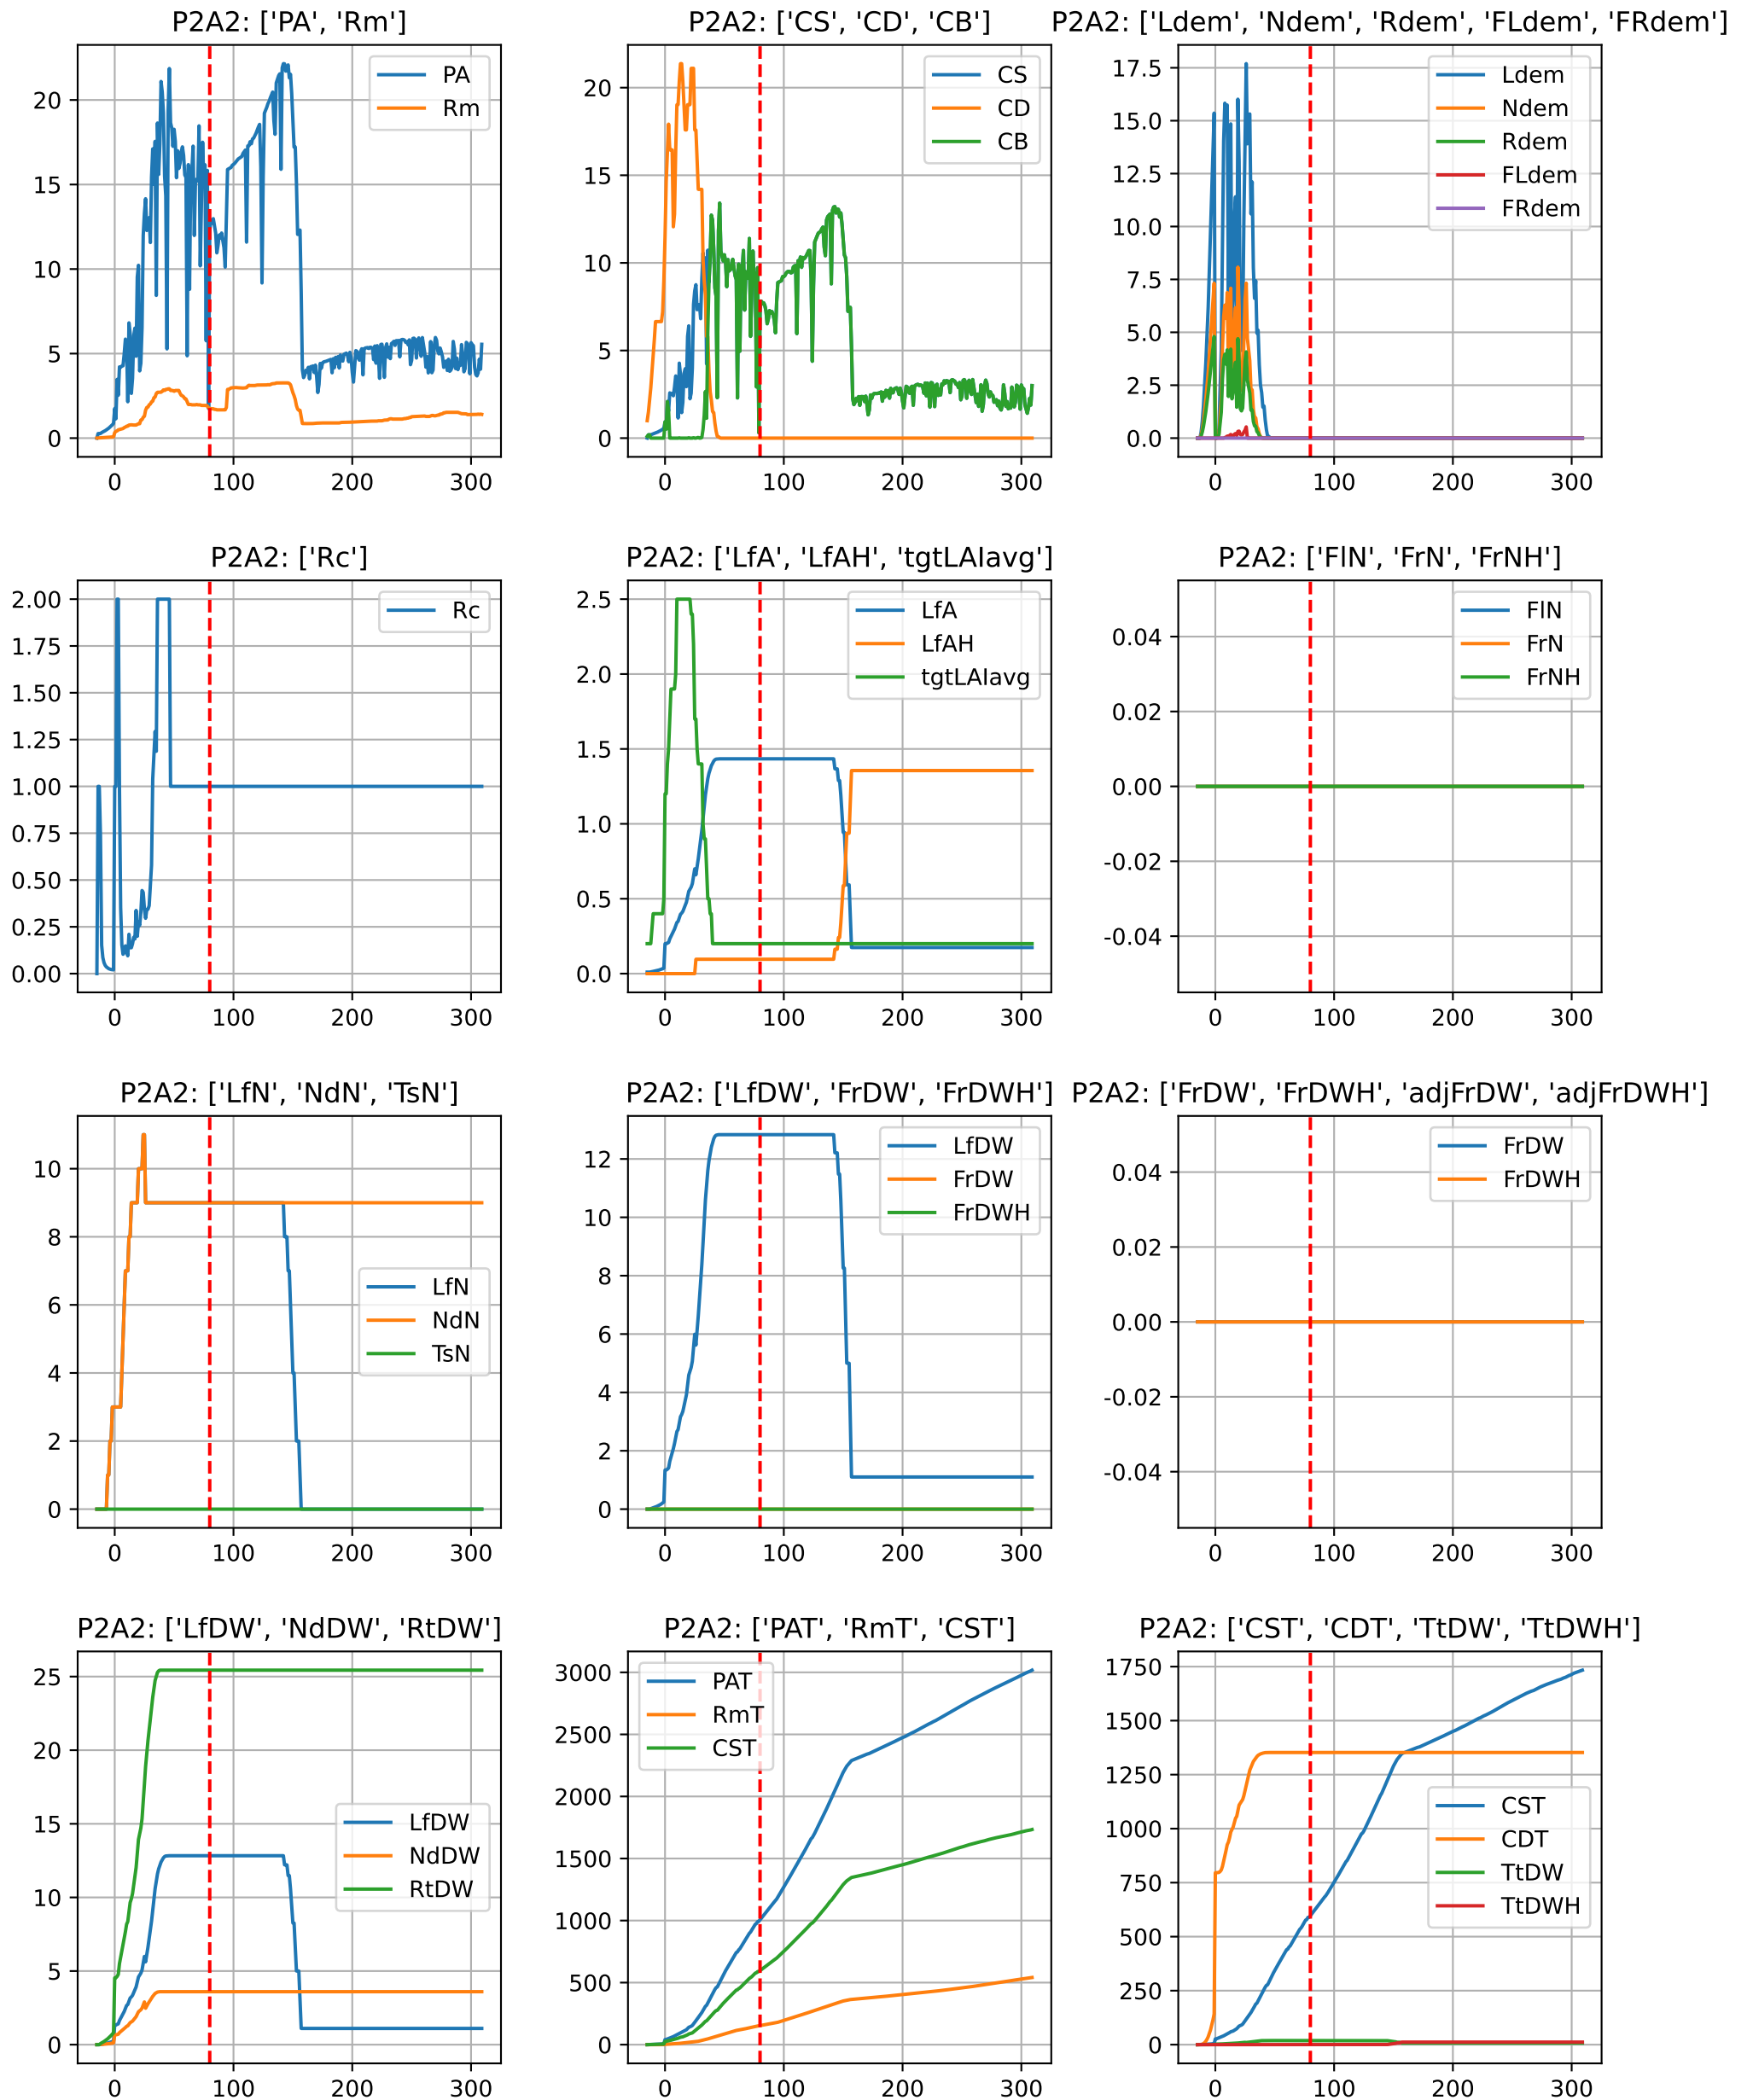 P2A2: ['PA', 'Rm']
PA
Rm
20
15
10
5
0
0 100 200 300
P2A2: ['CS', 'CD', 'CB']
CS
CD
CB
20
15
10
5
0
0 100 200 300
P2A2: ['Ldem', 'Ndem', 'Rdem', 'FLdem', 'FRdem']
Ldem
Ndem
Rdem
FLdem
FRdem
17.5
15.0
12.5
10.0
7.5
5.0
2.5
0.0
0 100 200 300
P2A2: ['Rc']
Rc
2.00
1.75
1.50
1.25
1.00
0.75
0.50
0.25
0.00
0 100 200 300
P2A2: ['LfA', 'LfAH', 'tgtLAIavg']
LfA
LfAH
tgtLAIavg
2.5
2.0
1.5
1.0
0.5
0.0
0 100 200 300
P2A2: ['FlN', 'FrN', 'FrNH']
FlN
FrN
FrNH
0.04
0.02
0.00
-0.02
-0.04
0 100 200 300
P2A2: ['LfN', 'NdN', 'TsN']
LfN
NdN
TsN
10
8
6
4
2
0
0 100 200 300
P2A2: ['LfDW', 'FrDW', 'FrDWH']
LfDW
FrDW
FrDWH
12
10
8
6
4
2
0
0 100 200 300
P2A2: ['FrDW', 'FrDWH', 'adjFrDW', 'adjFrDWH']
FrDW
FrDWH
0.04
0.02
0.00
-0.02
-0.04
0 100 200 300
P2A2: ['LfDW', 'NdDW', 'RtDW']
LfDW
NdDW
RtDW
25
20
15
10
5
0
0 100 200 300
P2A2: ['PAT', 'RmT', 'CST']
PAT
RmT
CST
3000
2500
2000
1500
1000
500
0
0 100 200 300
P2A2: ['CST', 'CDT', 'TtDW', 'TtDWH']
CST
CDT
TtDW
TtDWH
1750
1500
1250
1000
750
500
250
0
0 100 200 300